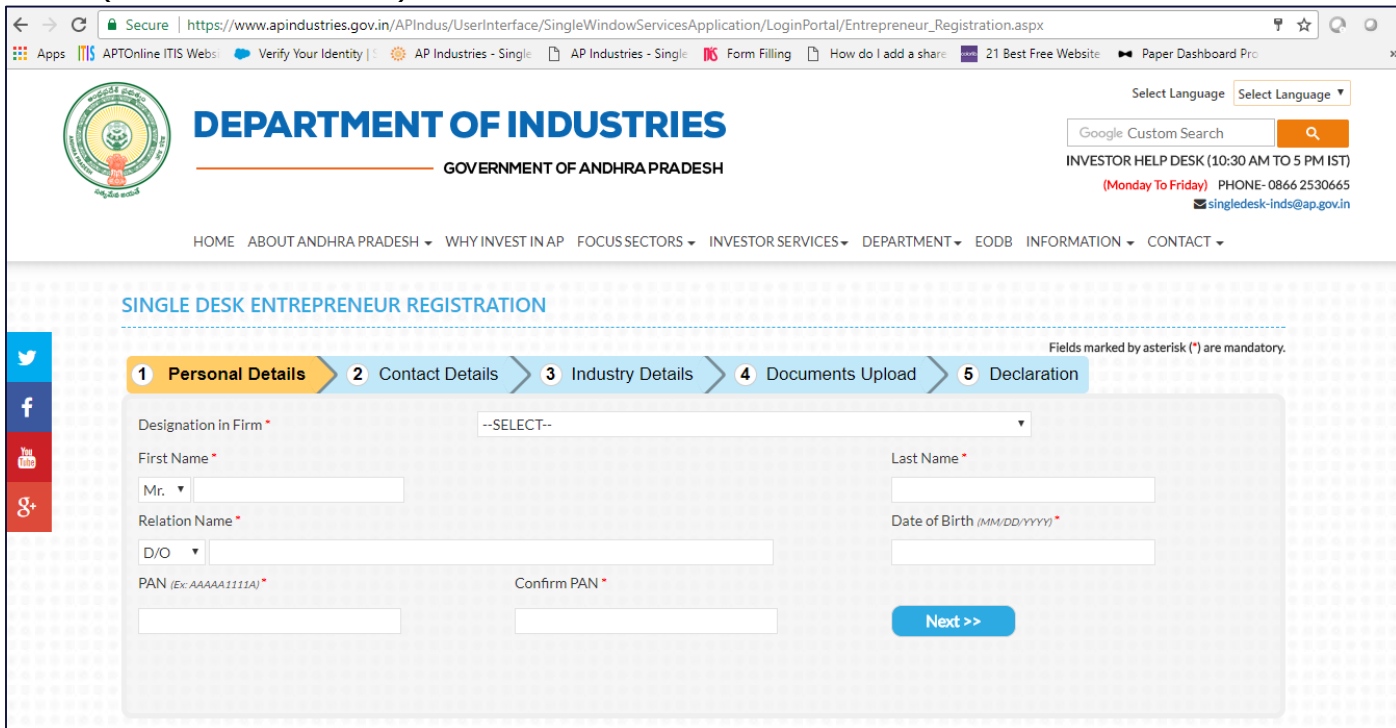 Secure | https://www.apindustries.gov.in/APIndus/UserInterface/SingleWindowServicesApplication/LoginPortal/Entrepreneur_Registration.aspx
Apps APTOnline ITIS Websi Verify Your Identity | AP Industries - Single AP Industries - Single Form Filling How do I add a share 21 Best Free Website Paper Dashboard Pro »
Select Language Select Language
DEPARTMENT OF INDUSTRIES
GOVERNMENT OF ANDHRA PRADESH
Google Custom Search
INVESTOR HELP DESK (10:30 AM TO 5 PM IST)
(Monday To Friday) PHONE- 0866 2530665
singledesk-inds@ap.gov.in
HOME ABOUT ANDHRA PRADESH WHY INVEST IN AP FOCUS SECTORS INVESTOR SERVICES DEPARTMENT EODB INFORMATION CONTACT
SINGLE DESK ENTREPRENEUR REGISTRATION
Fields marked by asterisk (*) are mandatory.
1 Personal Details 2 Contact Details 3 Industry Details 4 Documents Upload 5 Declaration
Designation in Firm * --SELECT--
First Name * Last Name *
Mr.
Relation Name * Date of Birth (MM/DD/YYYY) *
D/O
PAN (Ex: AAAAA1111A) * Confirm PAN *
Next >>
You Tube